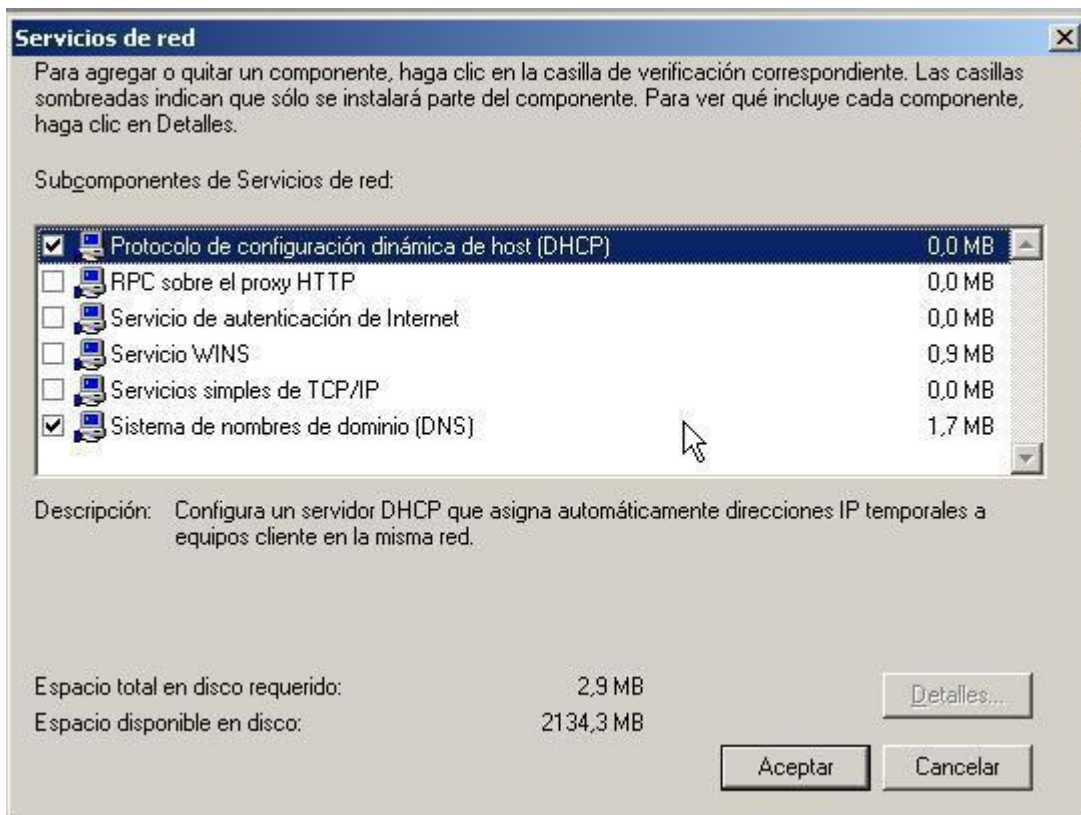 Servicios de red
Para agregar o quitar un componente, haga clic en la casilla de verificación correspondiente. Las casillas
sombreadas indican que sólo se instalará parte del componente. Para ver qué incluye cada componente,
haga clic en Detalles.
Subcomponentes de Servicios de red:
Protocolo de configuración dinámica de host (DHCP) 0,0 MB
RPC sobre el proxy HTTP 0,0 MB
Servicio de autenticación de Internet 0,0 MB
Servicio WINS 0,9 MB
Servicios simples de TCP/IP 0,0 MB
Sistema de nombres de dominio (DNS) 1,7 MB
Descripción: Configura un servidor DHCP que asigna automáticamente direcciones IP temporales a
equipos cliente en la misma red.
Espacio total en disco requerido: 2,9 MB
Detalles...
Espacio disponible en disco: 2134,3 MB
Aceptar Cancelar